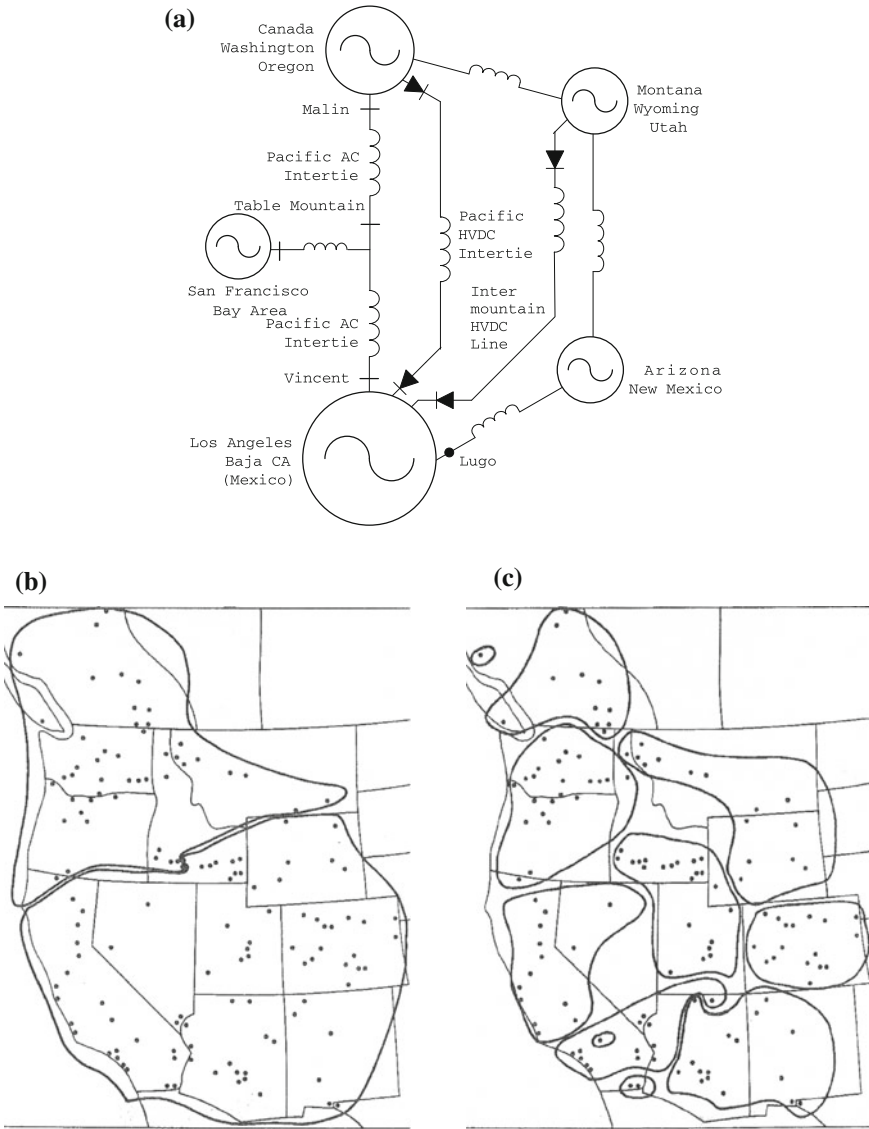 (a)
Canada
Washington
Oregon
Montana
Wyoming
Utah
Malin
Pacific AC
Intertie
Table Mountain
Pacific
HVDC
Intertie
San Francisco
Bay Area
Pacific AC
Intertie
Inter
mountain
HVDC
Line
Vincent
Arizona
New Mexico
Los Angeles
Baja CA
(Mexico)
Lugo
(b)
(c)